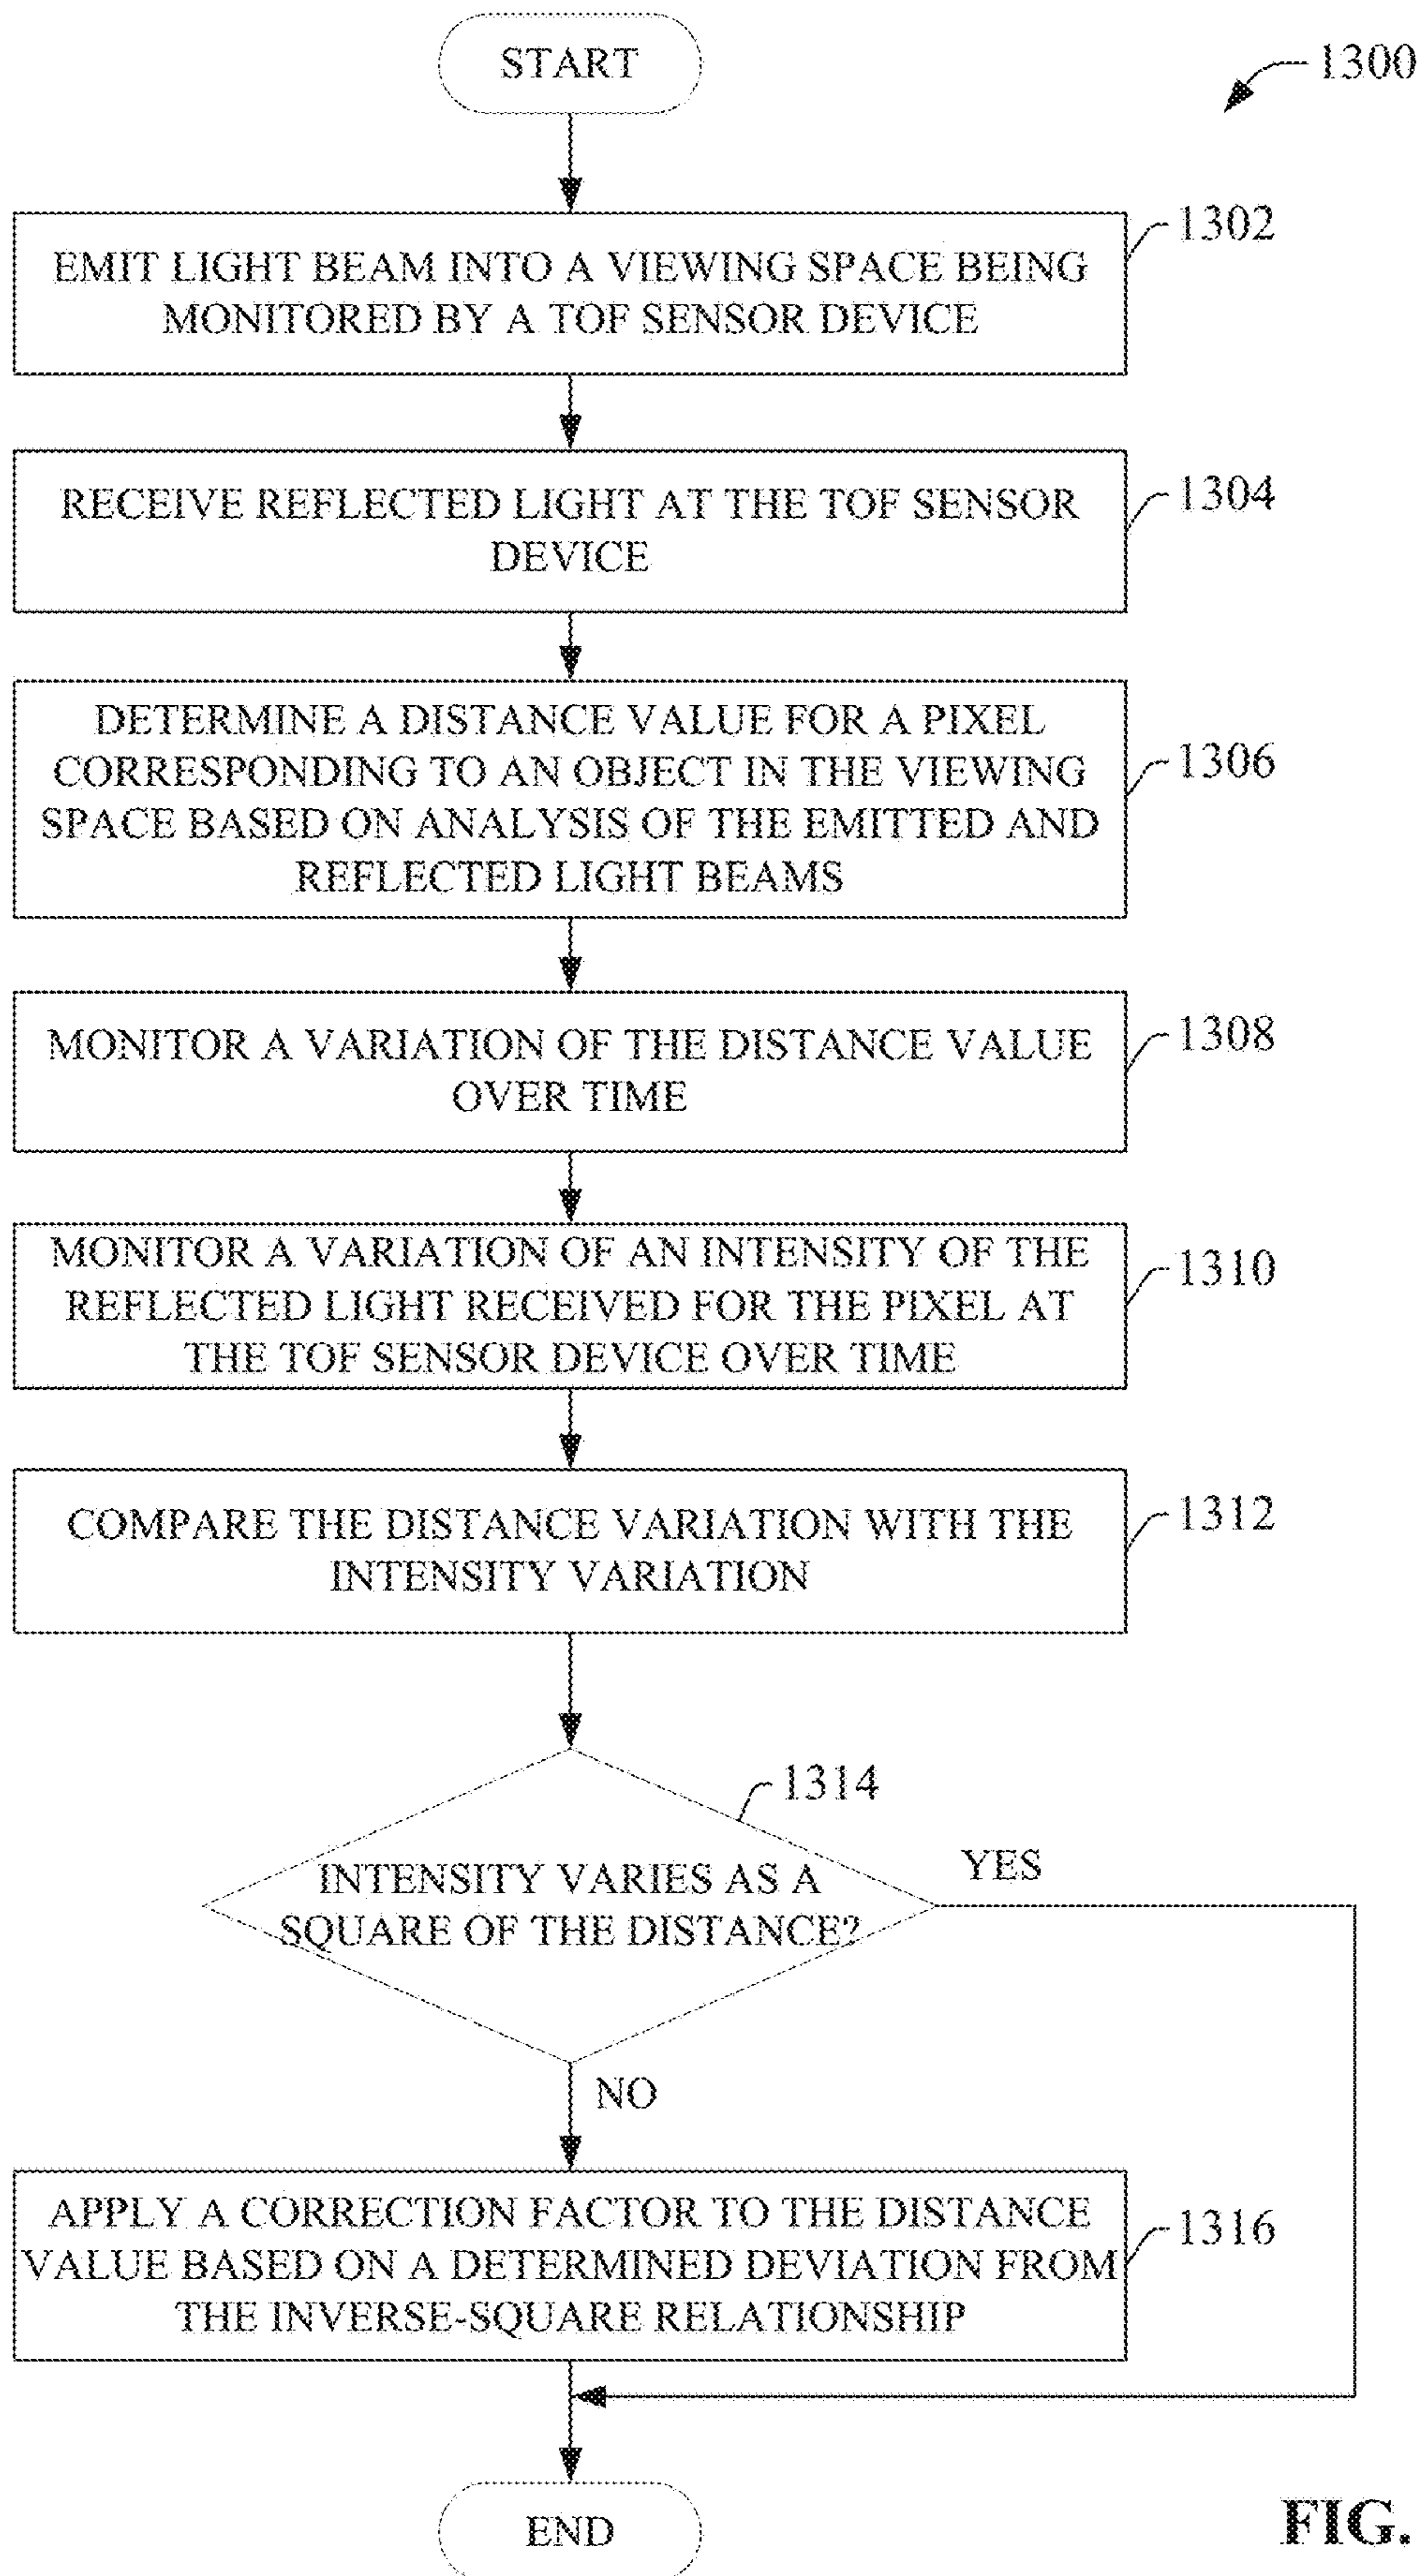 START
1300
EMIT LIGHT BEAM INTO A VIEWING SPACE BEING
MONITORED BY A TOF SENSOR DEVICE
1302
RECEIVE REFLECTED LIGHT AT THE TOF SENSOR
DEVICE
1304
DETERMINE A DISTANCE VALUE FOR A PIXEL
CORRESPONDING TO AN OBJECT IN THE VIEWING
SPACE BASED ON ANALYSIS OF THE EMITTED AND
REFLECTED LIGHT BEAMS
1306
MONITOR A VARIATION OF THE DISTANCE VALUE
OVER TIME
1308
MONITOR A VARIATION OF AN INTENSITY OF THE
REFLECTED LIGHT RECEIVED FOR THE PIXEL AT
THE TOF SENSOR DEVICE OVER TIME
1310
COMPARE THE DISTANCE VARIATION WITH THE
INTENSITY VARIATION
1312
1314
INTENSITY VARIES AS A
SQUARE OF THE DISTANCE?
YES
NO
APPLY A CORRECTION FACTOR TO THE DISTANCE
VALUE BASED ON A DETERMINED DEVIATION FROM
THE INVERSE-SQUARE RELATIONSHIP
1316
END
FIG.